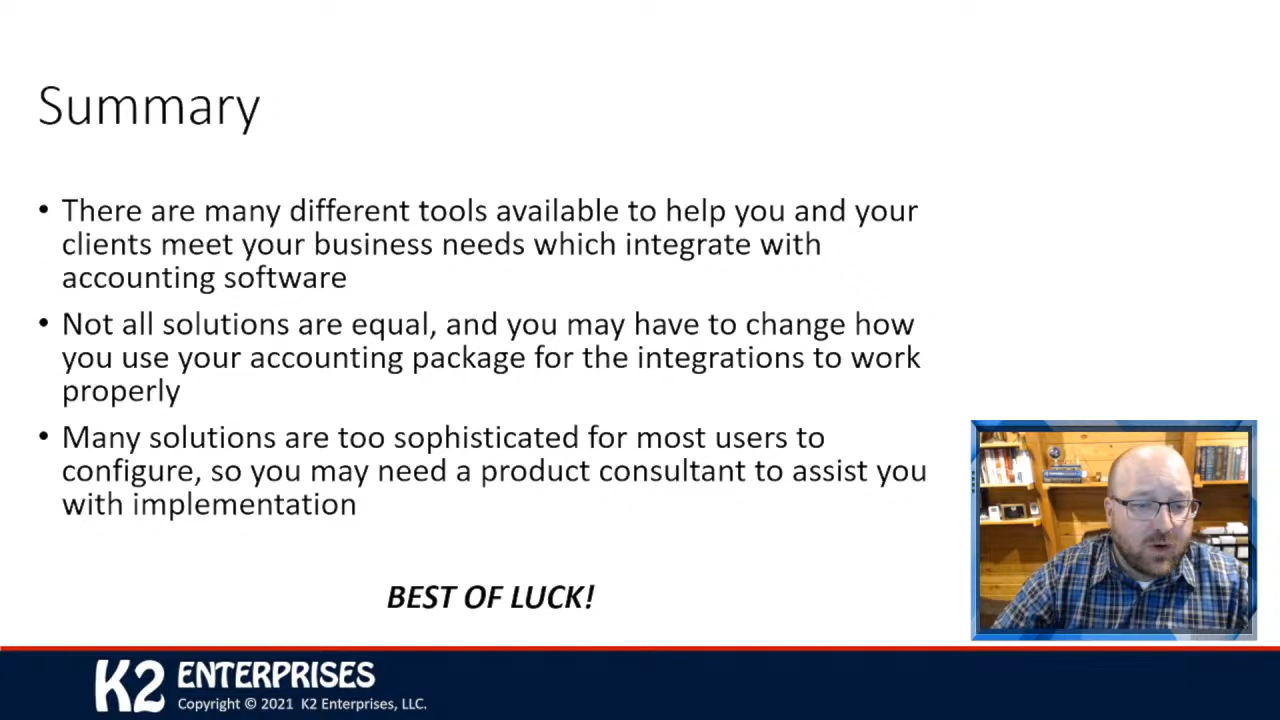 Summary
• There are many different tools available to help you and your
clients meet your business needs which integrate with
accounting software
• Not all solutions are equal, and you may have to change how
you use your accounting package for the integrations to work
properly
• Many solutions are too sophisticated for most users to
configure, so you may need a product consultant to assist you
with implementation
BEST OF LUCK!
K2 ENTERPRISES
Copyright © 2021 K2 Enterprises, LLC.